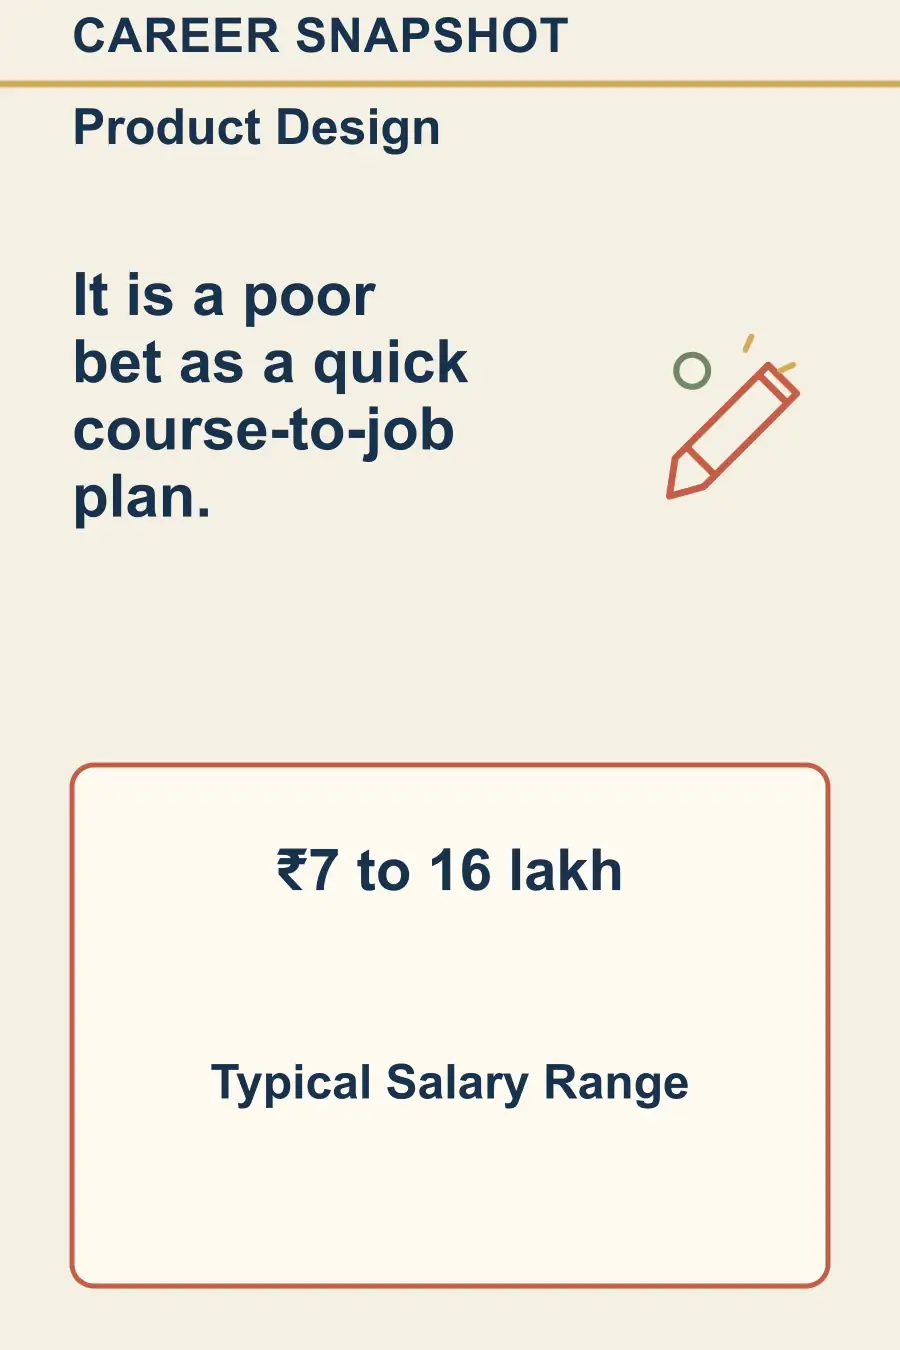 CAREER SNAPSHOT
Product Design
It is a poor
bet as a quick
course-to-job
plan.
₹7 to 16 lakh
Typical Salary Range